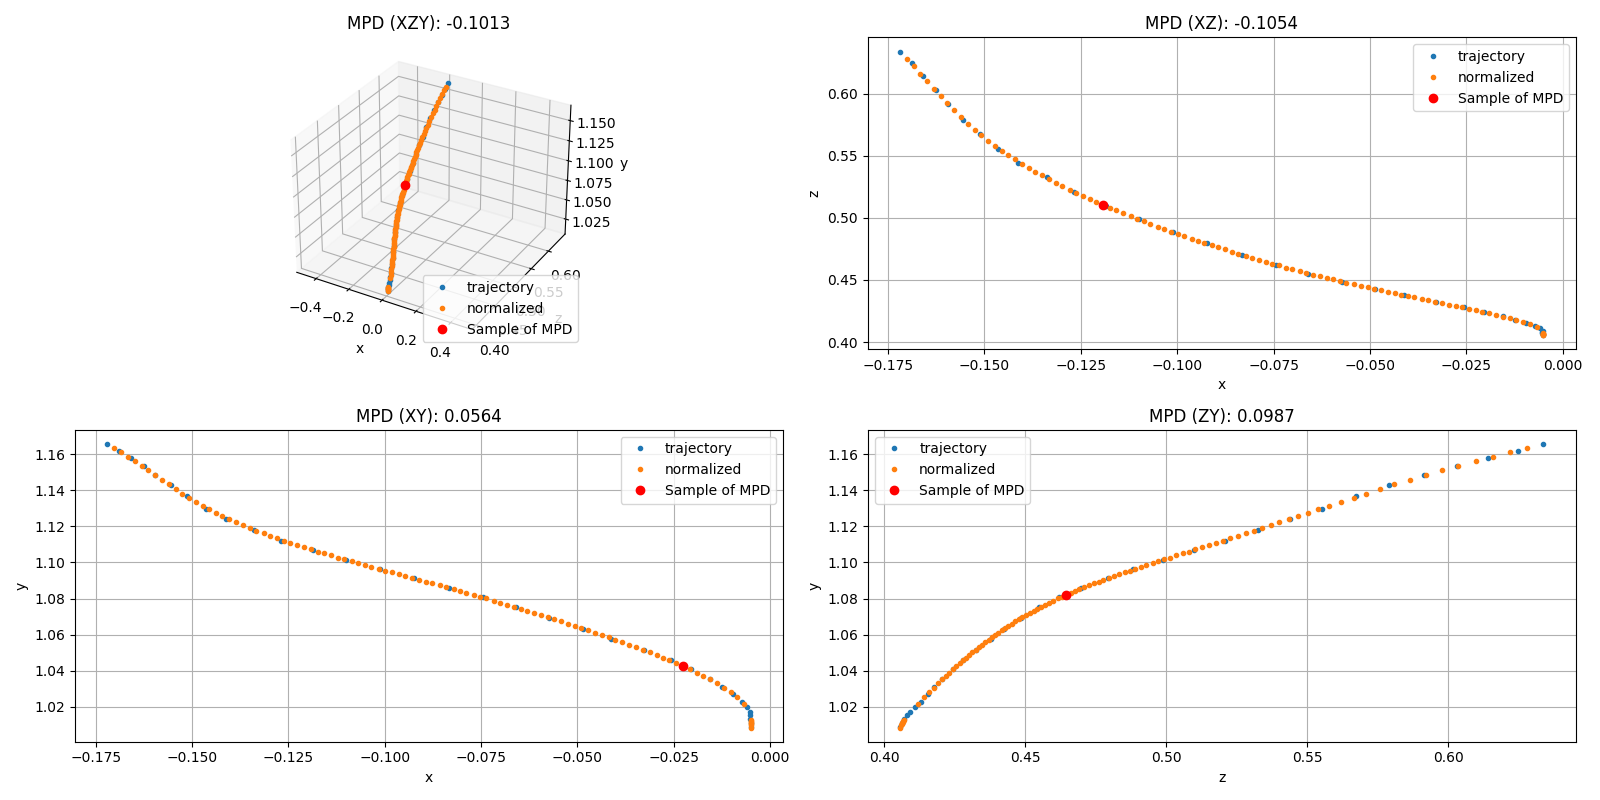 MPD (XZY): -0.1013
1.150
1.125
1.100
1.075
1.050
1.025
y
−0.4
−0.2
0.0
0.2
0.4
x
0.60
0.55
0.40
z
trajectory
normalized
Sample of MPD
MPD (XZ): -0.1054
0.60
0.55
0.50
0.45
0.40
z
−0.175
−0.150
−0.125
−0.100
−0.075
−0.050
−0.025
0.000
x
trajectory
normalized
Sample of MPD
MPD (XY): 0.0564
1.16
1.14
1.12
1.10
1.08
1.06
1.04
1.02
y
−0.175
−0.150
−0.125
−0.100
−0.075
−0.050
−0.025
0.000
x
trajectory
normalized
Sample of MPD
MPD (ZY): 0.0987
1.16
1.14
1.12
1.10
1.08
1.06
1.04
1.02
y
0.40
0.45
0.50
0.55
0.60
z
trajectory
normalized
Sample of MPD